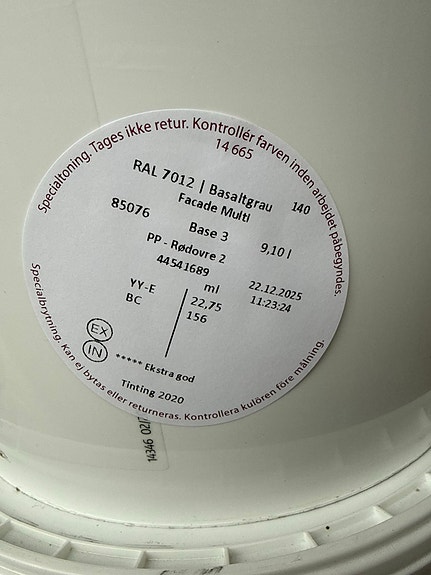 Specialtoning. Tages ikke retur. Kontrollér farven inden arbejdet påbegyndes.
14 665
RAL 7012 | Basaltgrau 140
Facade Multi
85076 Base 3 9,10 l
PP - Rødovre 2
44541689
ml 22.12.2025
YY-E 22,75 11:23:24
BC 156
EX
IN
***** Ekstra god
Tinting 2020
Specialbrytning. Kan ej bytas eller returneras. Kontrollera kulören före målning.